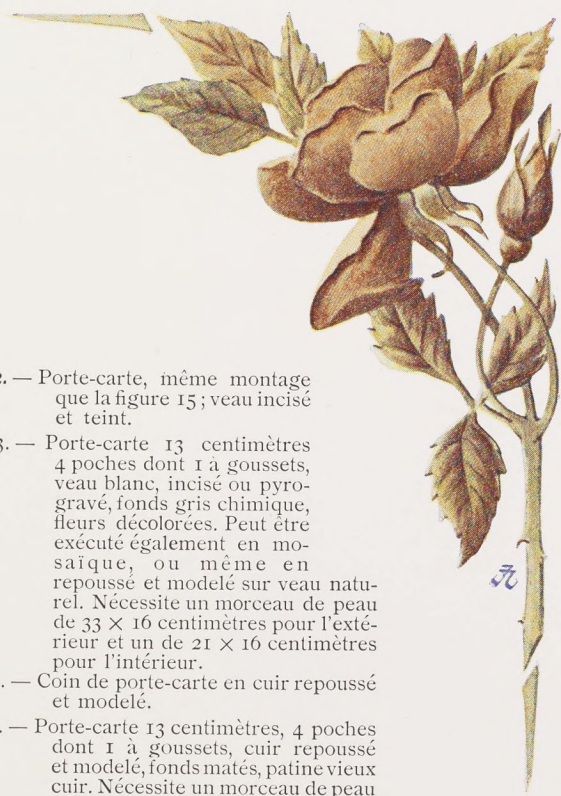 2. — Porte-carte, même montage
que la figure 15 ; veau incisé
et teint.
3. — Porte-carte 13 centimètres
4 poches dont 1 à goussets,
veau blanc, incisé ou pyro-
gravé, fonds gris chimique,
fleurs décolorées. Peut être
exécuté également en mo-
saïque, ou même en
repoussé et modelé sur veau natu-
rel. Nécessite un morceau de peau
de 33 × 16 centimètres pour l'exté-
rieur et un de 21 × 16 centimètres
pour l'intérieur.
. — Coin de porte-carte en cuir repoussé
et modelé.
. — Porte-carte 13 centimètres, 4 poches
dont 1 à goussets, cuir repoussé
et modelé, fonds matés, patine vieux
cuir. Nécessite un morceau de peau